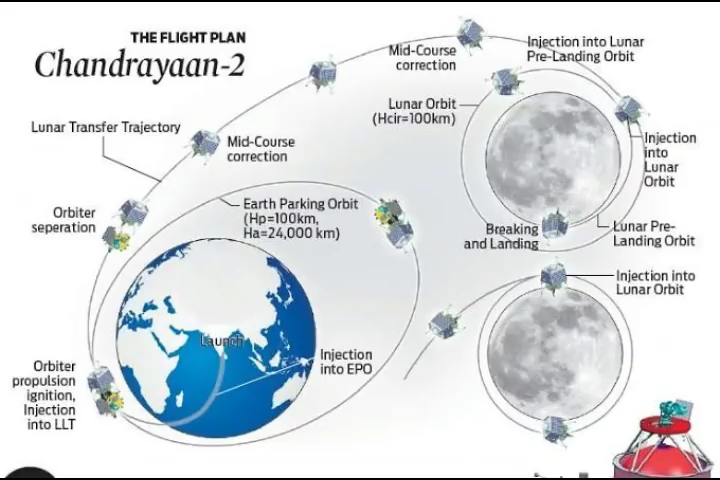 THE FLIGHT PLAN
Chandrayaan-2
Mid-Course
correction
Injection into Lunar
Pre-Landing Orbit
Lunar Orbit
(Hcir=100km)
Lunar Transfer Trajectory
Mid-Course
correction
Injection
into
Lunar
Orbit
Earth Parking Orbit
(Hp=100km,
Ha=24,000 km)
Orbiter
seperation
Breaking
and Landing
Lunar Pre-
Landing Orbit
Injection into
Lunar Orbit
Launch
Injection
into EPO
Orbiter
propulsion
ignition,
Injection
into LLT